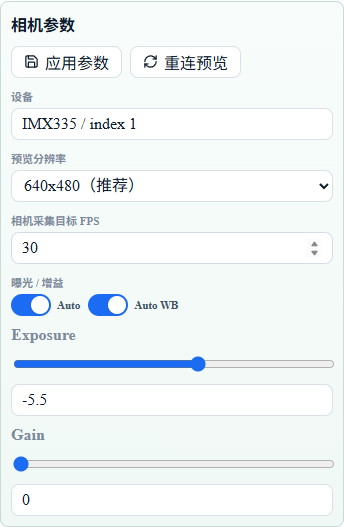 相机参数
应用参数 重连预览
设备
IMX335 / index 1
预览分辨率
640x480（推荐）
相机采集目标 FPS
30
曝光 / 增益
Auto Auto WB
Exposure
-5.5
Gain
0